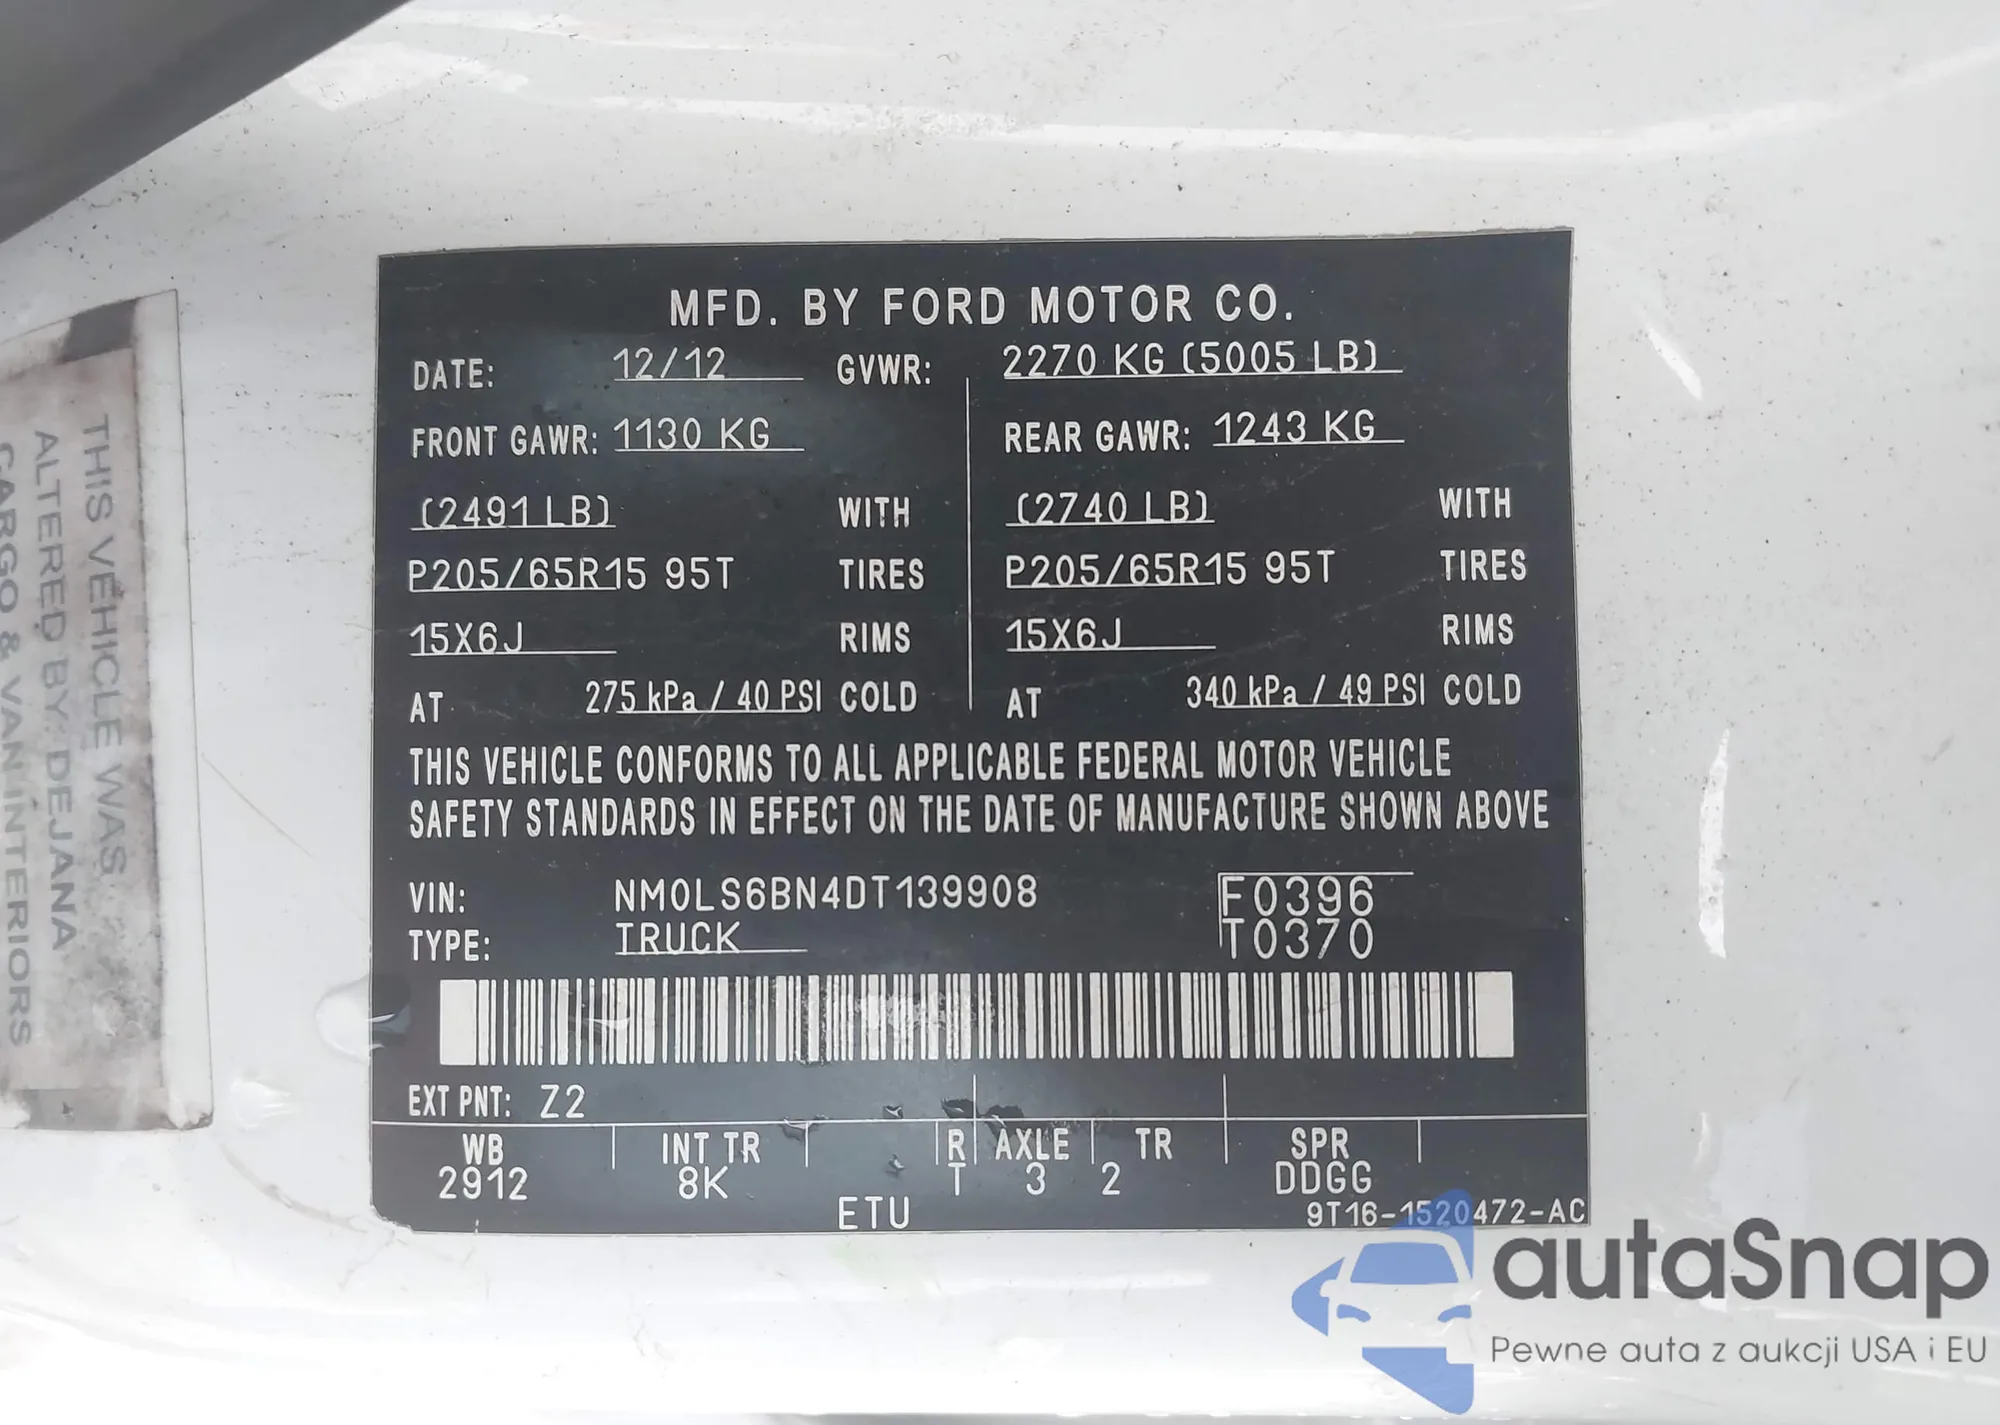 MFD. BY FORD MOTOR CO.
DATE: 12/12 GVWR: 2270 KG (5005 LB)
FRONT GAWR: 1130 KG REAR GAWR: 1243 KG
(2491 LB) WITH (2740 LB) WITH
P205/65R15 95T TIRES P205/65R15 95T TIRES
15X6J RIMS 15X6J RIMS
AT 275 kPa / 40 PSI COLD AT 340 kPa / 49 PSI COLD
THIS VEHICLE CONFORMS TO ALL APPLICABLE FEDERAL MOTOR VEHICLE
SAFETY STANDARDS IN EFFECT ON THE DATE OF MANUFACTURE SHOWN ABOVE
VIN: NM0LS6BN4DT139908 F0396
TYPE: TRUCK T0370
EXT PNT: Z2
WB INT TR R AXLE TR SPR
2912 8K T 3 2 DDGG
ETU 9T16-1520472-AC
THIS VEHICLE WAS
ALTERED BY: DEJANA
CARGO & VAN INTERIORS
autaSnap
Pewne auta z aukcji USA i EU